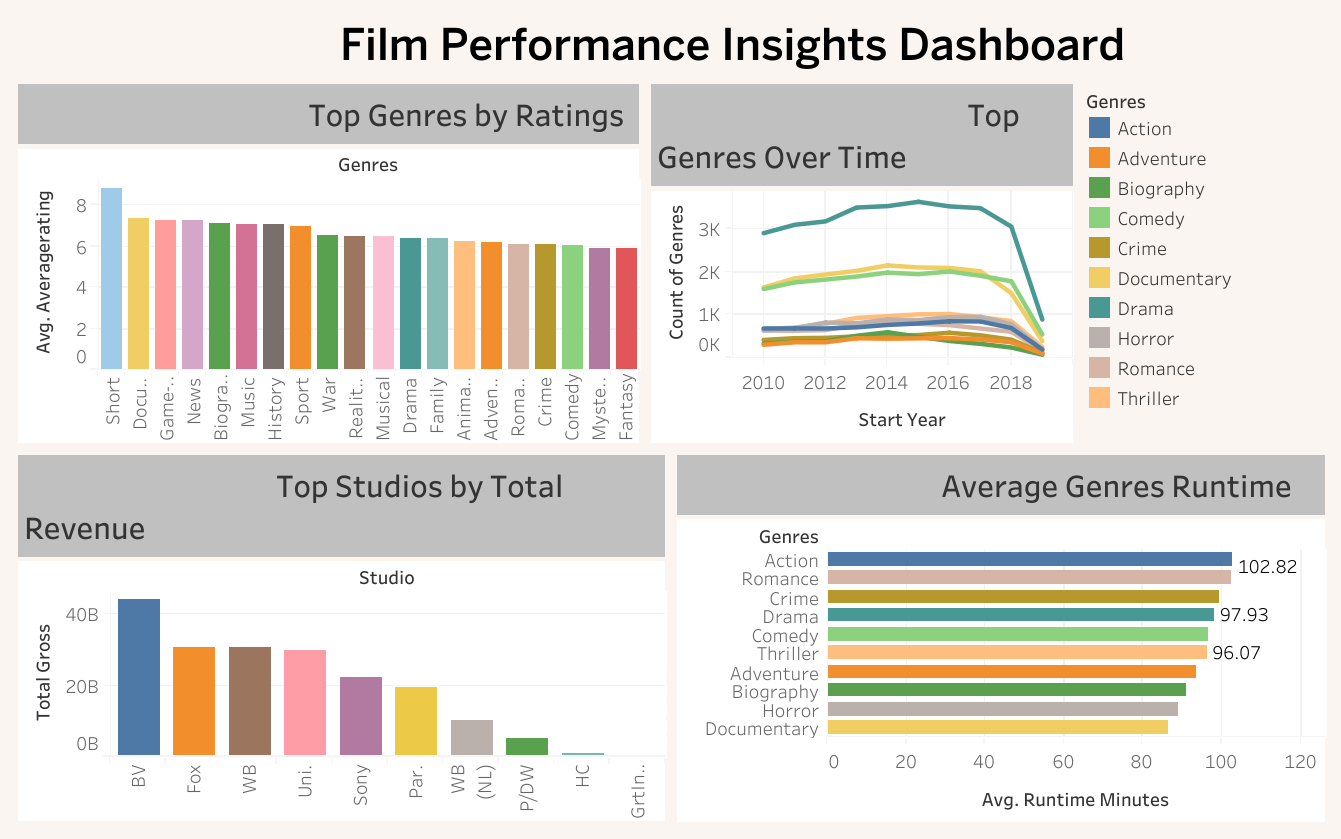 Film Performance Insights Dashboard
Top Genres by Ratings
Genres
Avg. Averagerating
8
6
4
2
0
Short
Docu..
Game-..
News
Biogra..
Music
History
Sport
War
Realit..
Musical
Drama
Family
Anima..
Adven..
Roma..
Crime
Comedy
Myste..
Fantasy
Top
Genres Over Time
Count of Genres
3K
2K
1K
0K
2010 2012 2014 2016 2018
Start Year
Genres
Action
Adventure
Biography
Comedy
Crime
Documentary
Drama
Horror
Romance
Thriller
Top Studios by Total
Revenue
Studio
Total Gross
40B
20B
0B
BV
Fox
WB
Uni.
Sony
Par.
WB
(NL)
P/DW
HC
GrtIn..
Average Genres Runtime
Genres
Action
102.82
Romance
Crime
Drama 97.93
Comedy
Thriller 96.07
Adventure
Biography
Horror
Documentary
0 20 40 60 80 100 120
Avg. Runtime Minutes